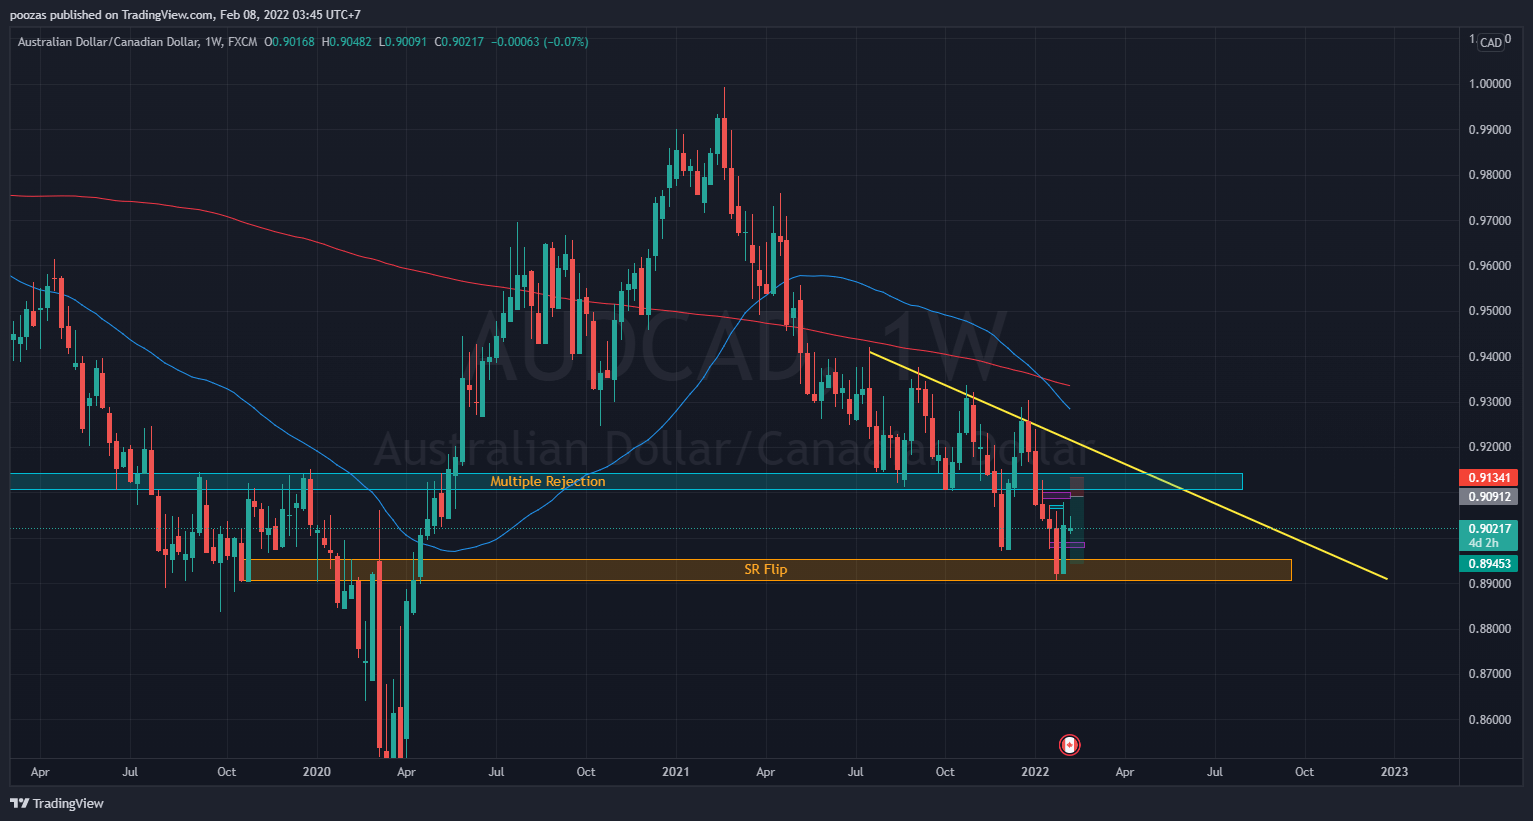 poozas published on TradingView.com, Feb 08, 2022 03:45 UTC+7
Australian Dollar/Canadian Dollar, 1W, FXCM O0.90168 H0.90482 L0.90091 C0.90217 −0.00063 (−0.07%)
CAD
1.00000
0.99000
0.98000
0.97000
0.96000
0.95000
0.94000
0.93000
0.92000
0.91341
0.90912
0.90217
4d 2h
0.89453
0.89000
0.88000
0.87000
0.86000
AUDCAD, 1W
Australian Dollar/Canadian Dollar
Multiple Rejection
SR Flip
Apr Jul Oct 2020 Apr Jul Oct 2021 Apr Jul Oct 2022 Apr Jul Oct 2023
TradingView